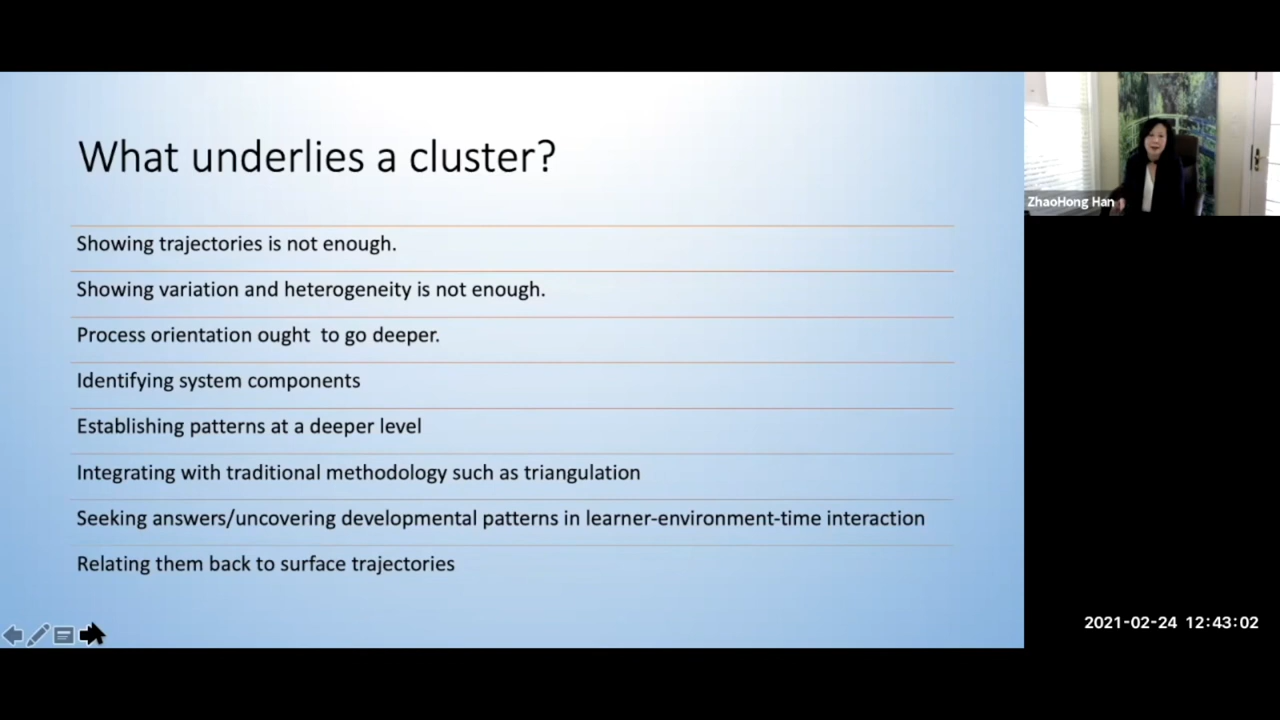 What underlies a cluster?
Showing trajectories is not enough.
Showing variation and heterogeneity is not enough.
Process orientation ought  to go deeper.
Identifying system components
Establishing patterns at a deeper level
Integrating with traditional methodology such as triangulation
Seeking answers/uncovering developmental patterns in learner-environment-time interaction
Relating them back to surface trajectories
ZhaoHong Han
2021-02-24 12:43:02